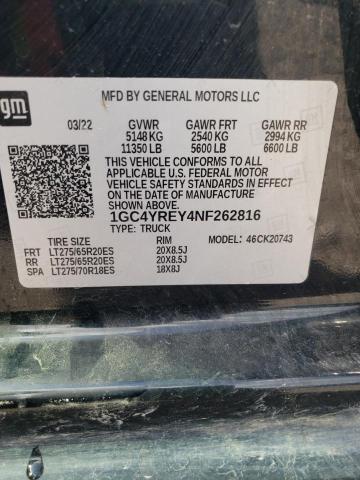 gm
MFD BY GENERAL MOTORS LLC
03/22 GVWR GAWR FRT GAWR RR
5148 KG 2540 KG 2994 KG
11350 LB 5600 LB 6600 LB
THIS VEHICLE CONFORMS TO ALL
APPLICABLE U.S. FEDERAL MOTOR
VEHICLE SAFETY STANDARDS IN
EFFECT ON THE DATE OF MANUFACTURE
SHOWN ABOVE.
1GC4YREY4NF262816
TYPE: TRUCK
TIRE SIZE RIM 46CK20743
FRT LT275/65R20ES 20X8.5J
RR LT275/65R20ES 20X8.5J
SPA LT275/70R18ES 18X8J